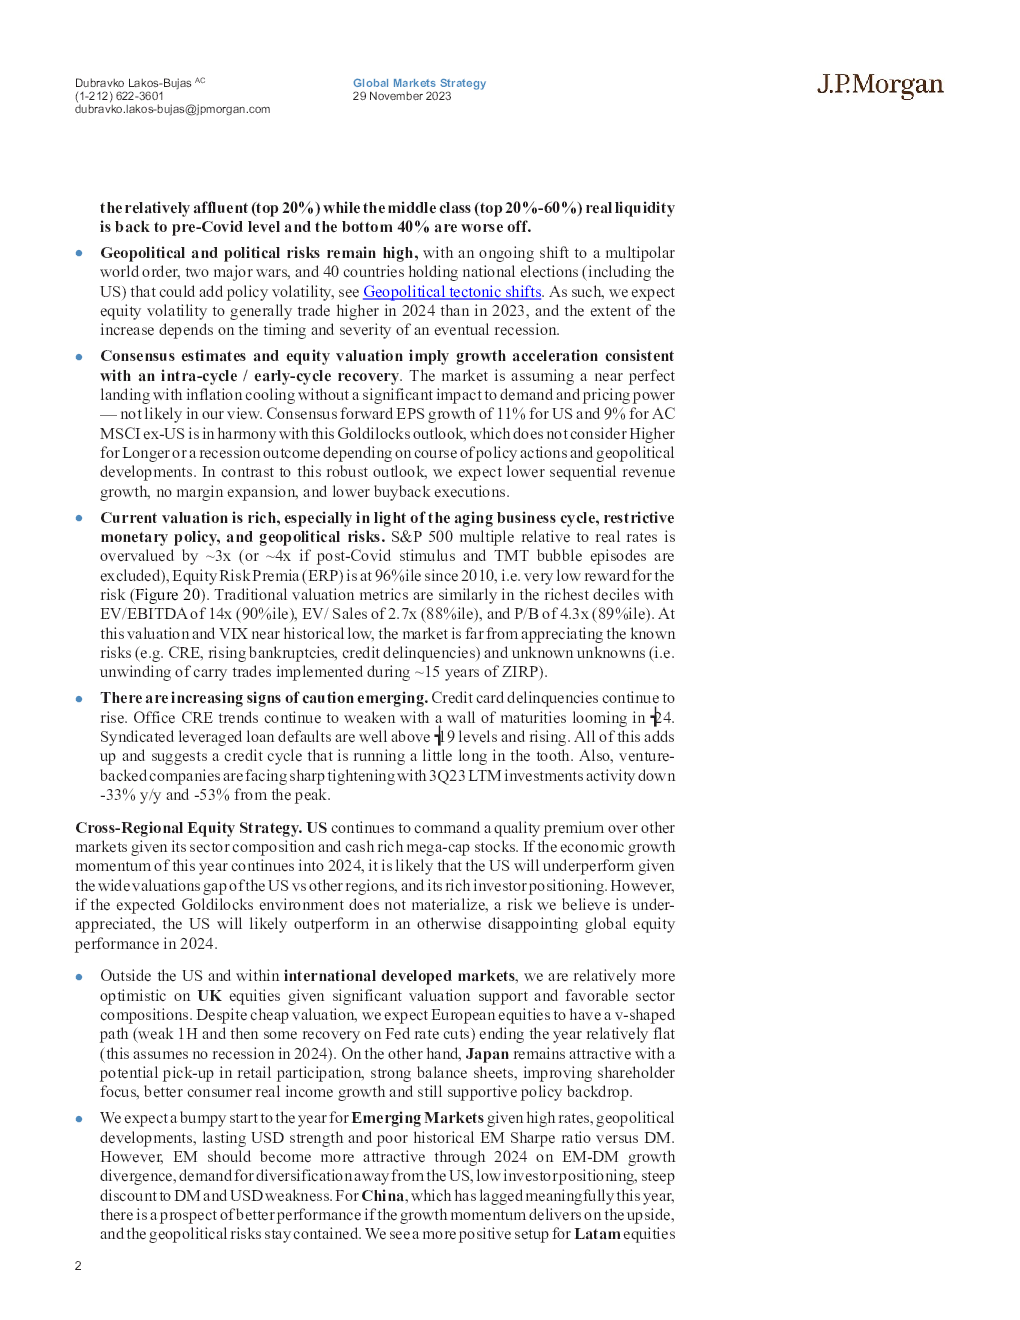 Dubravko Lakos-Bujas AC
(1-212) 622-3601
dubravko.lakos-bujas@jpmorgan.com
Global Markets Strategy
29 November 2023
J.P.Morgan
the relatively affluent (top 20%) while the middle class (top 20%-60%) real liquidity
is back to pre-Covid level and the bottom 40% are worse off.
● Geopolitical and political risks remain high, with an ongoing shift to a multipolar
world order, two major wars, and 40 countries holding national elections (including the
US) that could add policy volatility, see Geopolitical tectonic shifts. As such, we expect
equity volatility to generally trade higher in 2024 than in 2023, and the extent of the
increase depends on the timing and severity of an eventual recession.
● Consensus estimates and equity valuation imply growth acceleration consistent
with an intra-cycle / early-cycle recovery. The market is assuming a near perfect
landing with inflation cooling without a significant impact to demand and pricing power
— not likely in our view. Consensus forward EPS growth of 11% for US and 9% for AC
MSCI ex-US is in harmony with this Goldilocks outlook, which does not consider Higher
for Longer or a recession outcome depending on course of policy actions and geopolitical
developments. In contrast to this robust outlook, we expect lower sequential revenue
growth, no margin expansion, and lower buyback executions.
● Current valuation is rich, especially in light of the aging business cycle, restrictive
monetary policy, and geopolitical risks. S&P 500 multiple relative to real rates is
overvalued by ~3x (or ~4x if post-Covid stimulus and TMT bubble episodes are
excluded), Equity Risk Premia (ERP) is at 96%ile since 2010, i.e. very low reward for the
risk (Figure 20). Traditional valuation metrics are similarly in the richest deciles with
EV/EBITDA of 14x (90%ile), EV/ Sales of 2.7x (88%ile), and P/B of 4.3x (89%ile). At
this valuation and VIX near historical low, the market is far from appreciating the known
risks (e.g. CRE, rising bankruptcies, credit delinquencies) and unknown unknowns (i.e.
unwinding of carry trades implemented during ~15 years of ZIRP).
● There are increasing signs of caution emerging. Credit card delinquencies continue to
rise. Office CRE trends continue to weaken with a wall of maturities looming in 24.
Syndicated leveraged loan defaults are well above 19 levels and rising. All of this adds
up and suggests a credit cycle that is running a little long in the tooth. Also, venture-
backed companies are facing sharp tightening with 3Q23 LTM investments activity down
-33% y/y and -53% from the peak.
Cross-Regional Equity Strategy. US continues to command a quality premium over other
markets given its sector composition and cash rich mega-cap stocks. If the economic growth
momentum of this year continues into 2024, it is likely that the US will underperform given
the wide valuations gap of the US vs other regions, and its rich investor positioning. However,
if the expected Goldilocks environment does not materialize, a risk we believe is under-
appreciated, the US will likely outperform in an otherwise disappointing global equity
performance in 2024.
● Outside the US and within international developed markets, we are relatively more
optimistic on UK equities given significant valuation support and favorable sector
compositions. Despite cheap valuation, we expect European equities to have a v-shaped
path (weak 1H and then some recovery on Fed rate cuts) ending the year relatively flat
(this assumes no recession in 2024). On the other hand, Japan remains attractive with a
potential pick-up in retail participation, strong balance sheets, improving shareholder
focus, better consumer real income growth and still supportive policy backdrop.
● We expect a bumpy start to the year for Emerging Markets given high rates, geopolitical
developments, lasting USD strength and poor historical EM Sharpe ratio versus DM.
However, EM should become more attractive through 2024 on EM-DM growth
divergence, demand for diversification away from the US, low investor positioning, steep
discount to DM and USD weakness. For China, which has lagged meaningfully this year,
there is a prospect of better performance if the growth momentum delivers on the upside,
and the geopolitical risks stay contained. We see a more positive setup for Latam equities
2